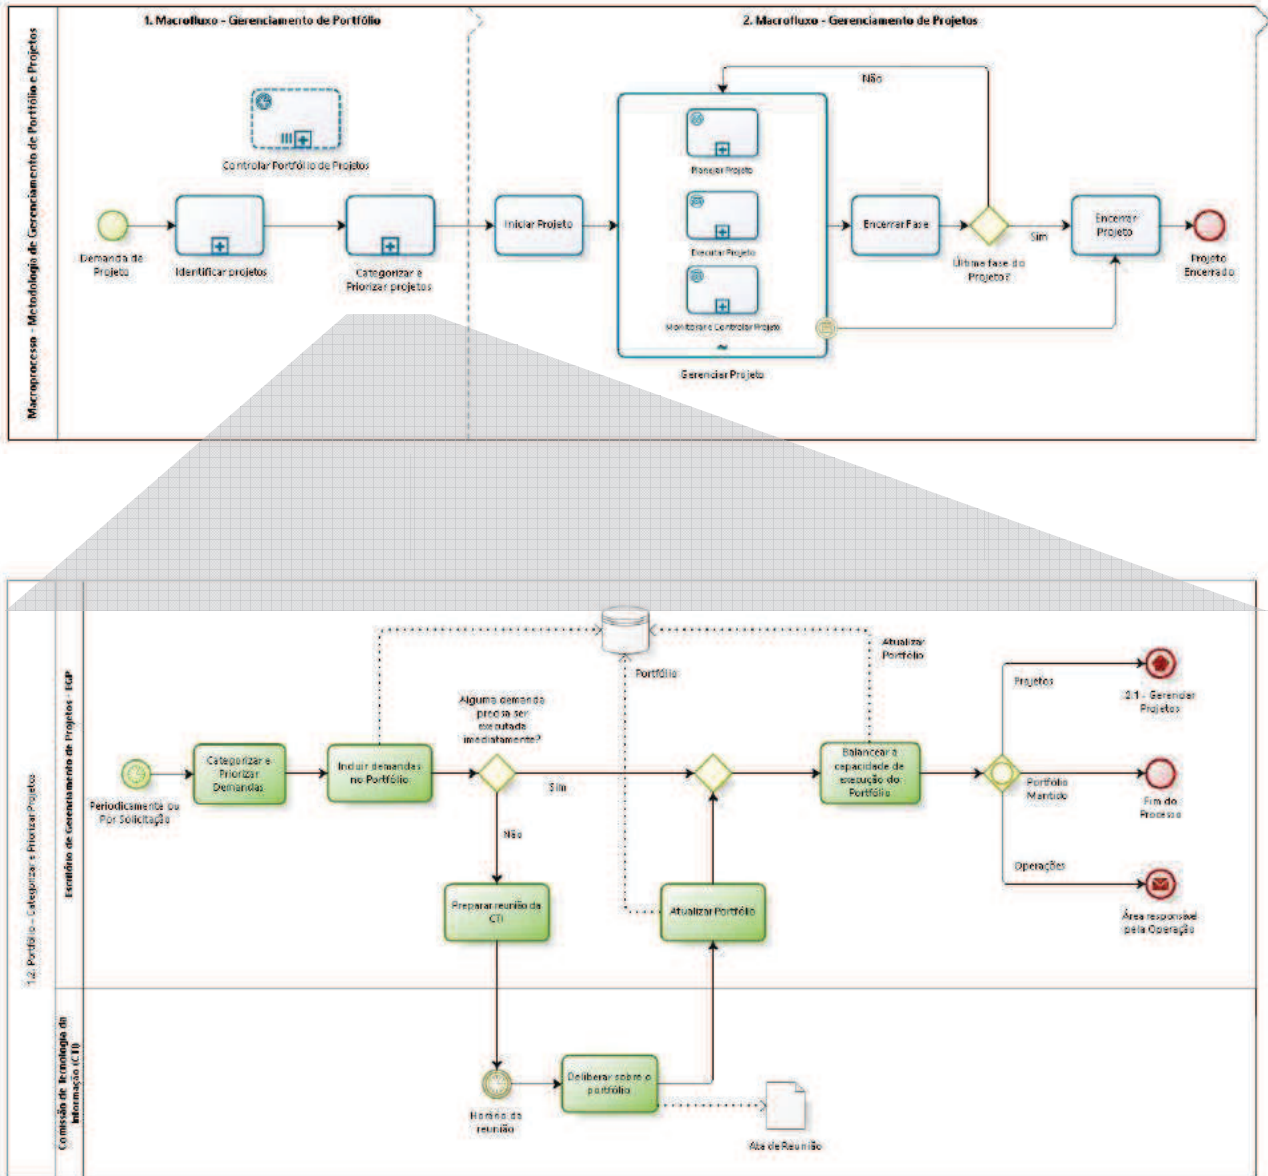 Macroprocesso - Metodologia de Gerenciamento de Portfólio e Projetos
1. Macrofluxo - Gerenciamento de Portfólio
2. Macrofluxo - Gerenciamento de Projetos
Não
Controlar Portfólio de Projetos
Planejar Projeto
Demanda de
Projeto
Identificar projetos
Categorizar e
Priorizar projetos
Iniciar Projeto
Executar Projeto
Monitorar e Controlar Projeto
Gerenciar Projeto
Encerrar Fase
Última fase do
Projeto?
Sim
Encerrar
Projeto
Projeto
Encerrado
1.2. Portfólio - Categorizar e Priorizar Projeto
Escritório de Gerenciamento de Projetos - EGP
Periodicamente ou
Por Solicitação
Categorizar e
Priorizar
Demandas
Incluir demandas
no Portfólio
Alguma demanda
precisa ser
executada
imediatamente?
Sim
Não
Portfólio
Atualizar
Portfólio
Balancear a
capacidade de
execução do
Portfólio
Projetos
2.1 - Gerenciar
Projetos
Portfólio
Mantido
Fim do
Processo
Operações
Área responsável
pela Operação
Preparar reunião da
CTI
Atualizar Portfólio
Comissão de Tecnologia da
Informação (CTI)
Horário da
reunião
Deliberar sobre o
portfólio
Ata de Reunião